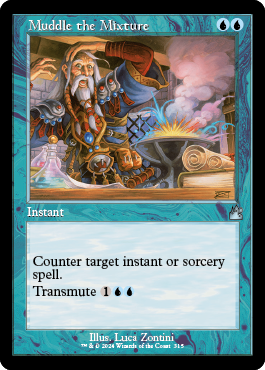 Muddle the Mixture
Instant
Counter target instant or sorcery
spell.
Transmute 1
Illus. Luca Zontini
™ & © 2024 Wizards of the Coast 315